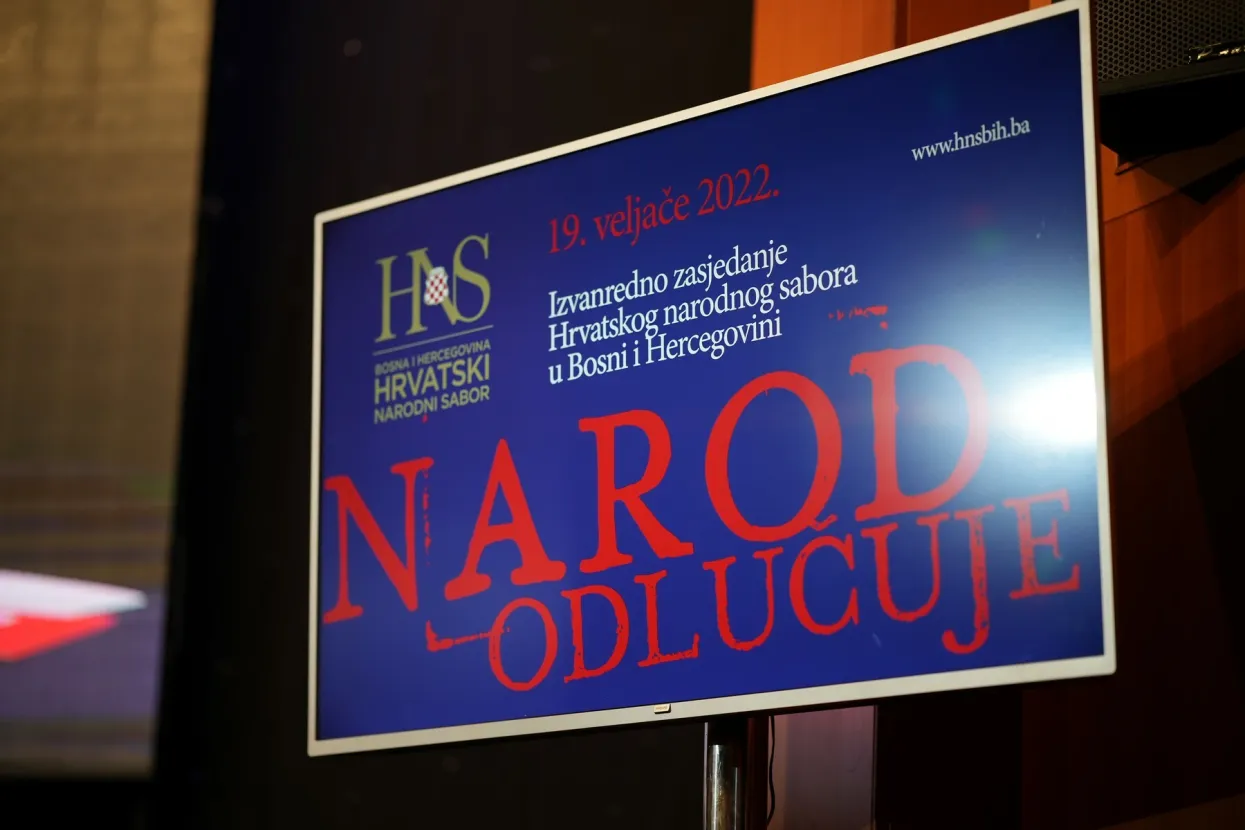 www.hnsbih.ba
19. veljače 2022.
HNS
BOSNA I HERCEGOVINA
HRVATSKI
NARODNI SABOR
Izvanredno zasjedanje
Hrvatskog narodnog sabora
u Bosni i Hercegovini
NAROD
ODLUČUJE